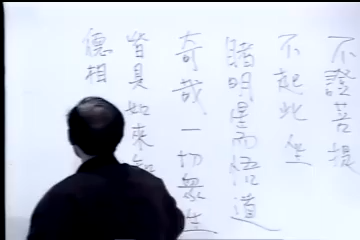 不證菩提
不起此坐
睹明星而悟道
奇哉一切眾生
皆具如來
德相